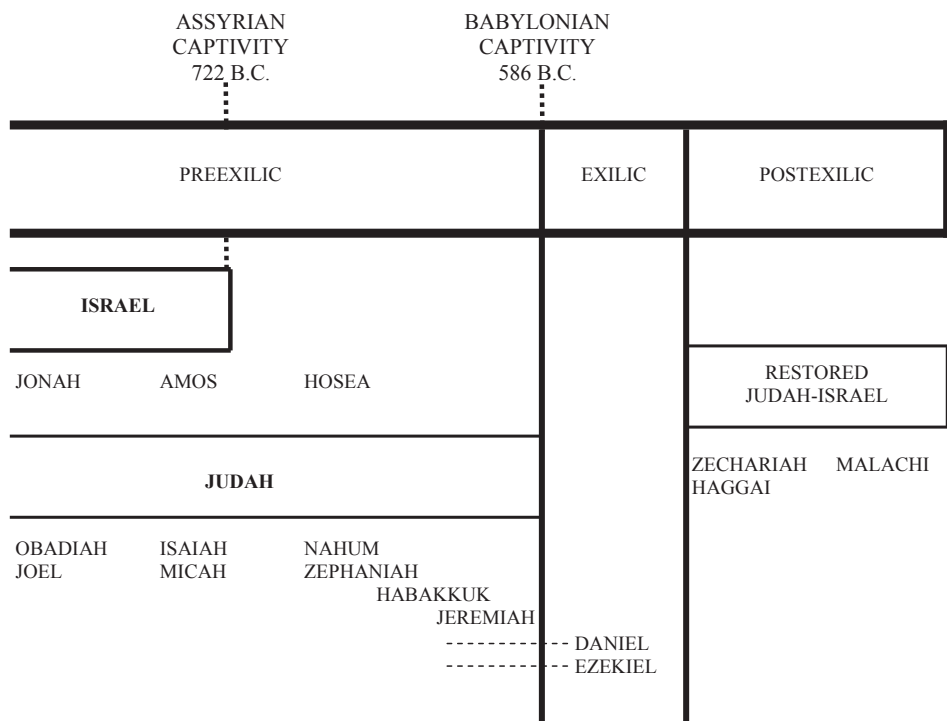 ASSYRIAN
CAPTIVITY
722 B.C.
BABYLONIAN
CAPTIVITY
586 B.C.
PREEXILIC
EXILIC
POSTEXILIC
ISRAEL
JONAH AMOS HOSEA
RESTORED
JUDAH-ISRAEL
JUDAH
ZECHARIAH MALACHI
HAGGAI
OBADIAH ISAIAH NAHUM
JOEL MICAH ZEPHANIAH
HABAKKUK
JEREMIAH
DANIEL
EZEKIEL